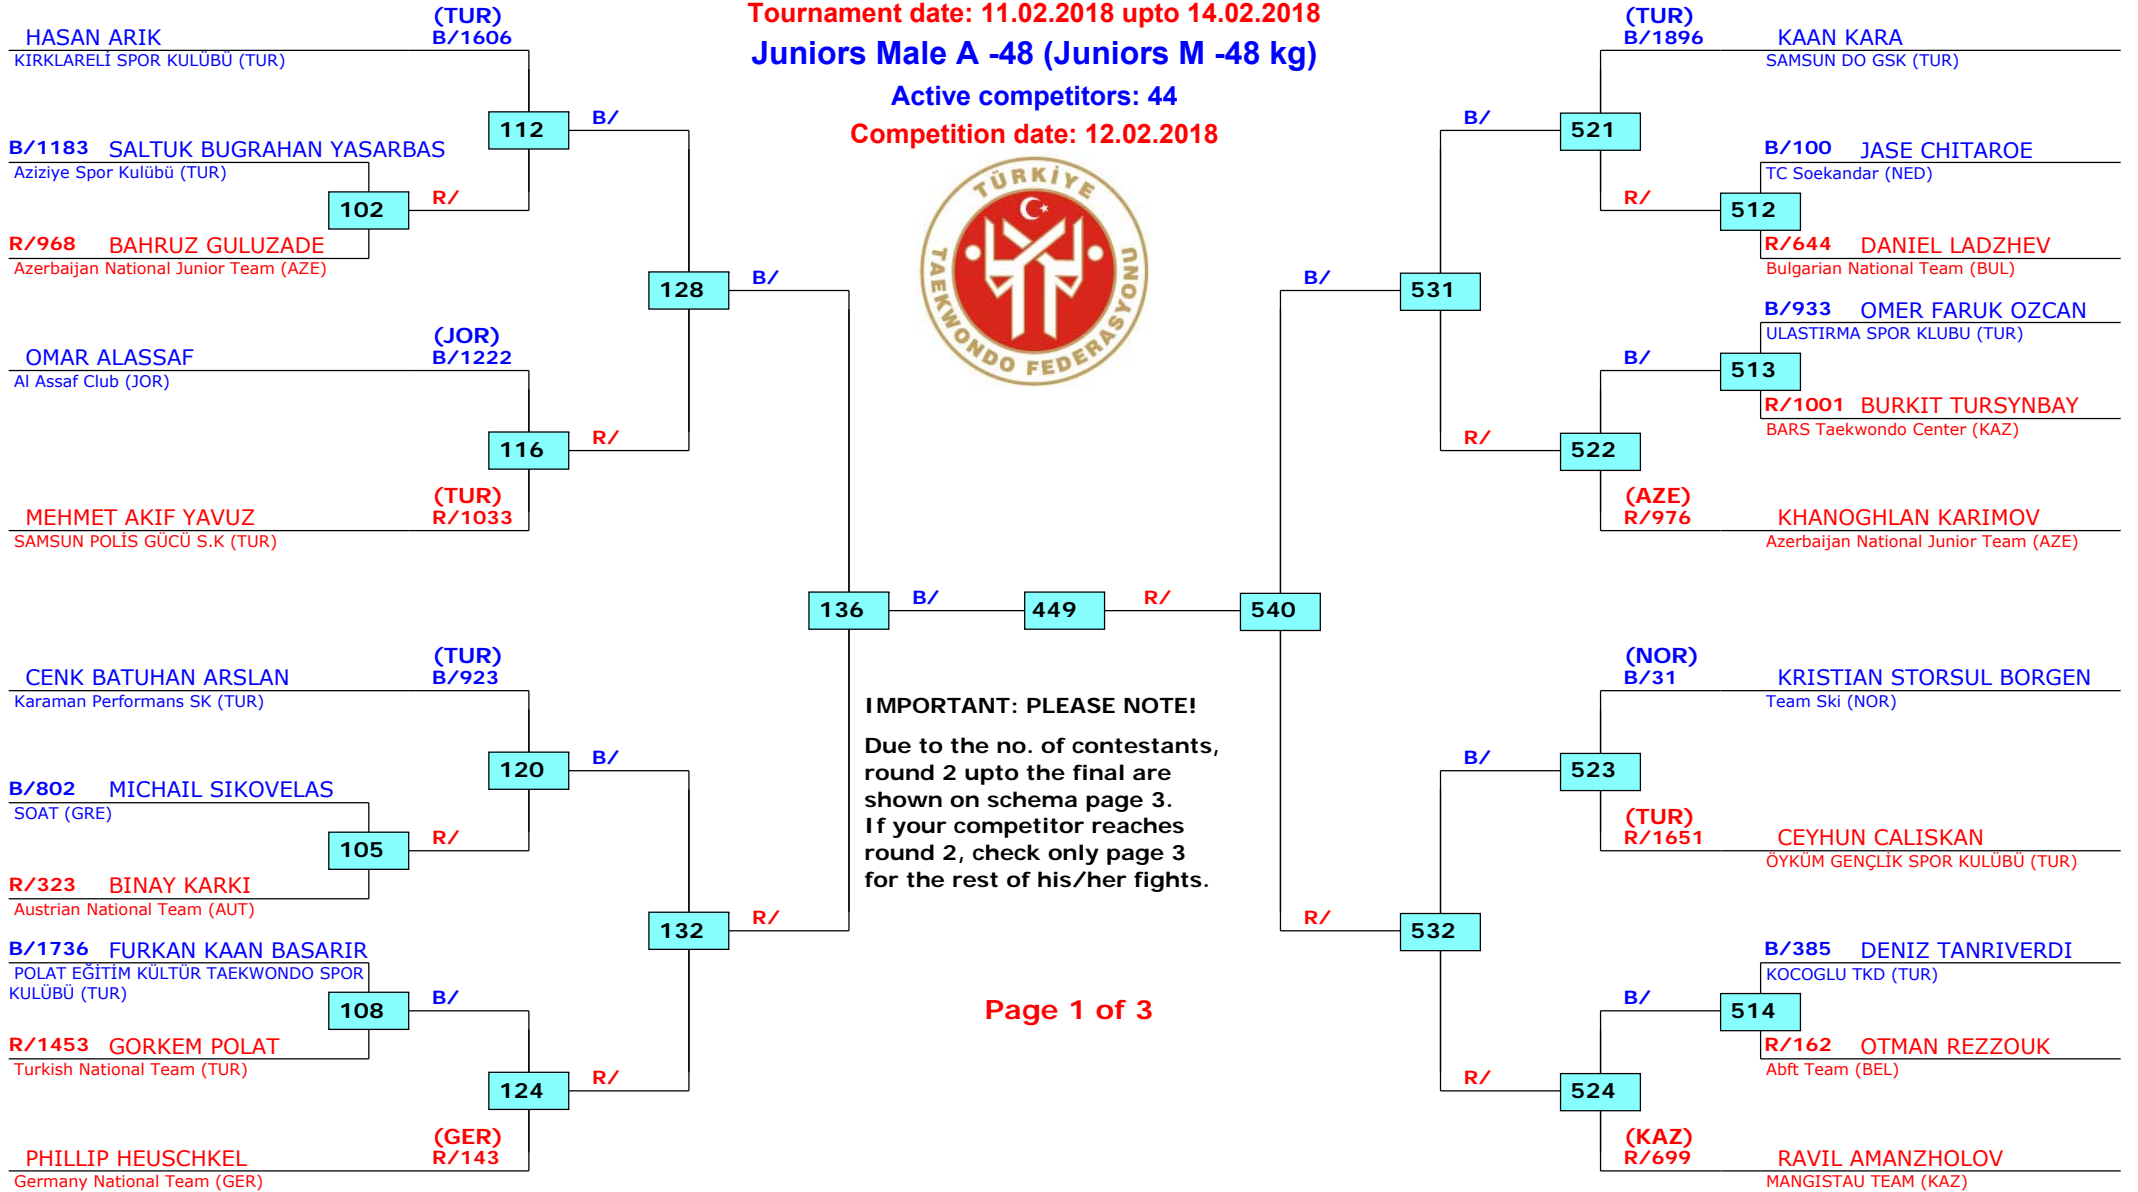 Tournament date: 11.02.2018 upto 14.02.2018
Juniors Male A -48 (Juniors M -48 kg)
Active competitors: 44
Competition date: 12.02.2018
TÜRKİYE
TAEKWONDO FEDERASYONU
(TUR)
HASAN ARIK B/1606
KIRKLARELİ SPOR KULÜBÜ (TUR)
112 B/
B/1183 SALTUK BUGRAHAN YASARBAS
Aziziye Spor Kulübü (TUR)
102 R/
R/968 BAHRUZ GULUZADE
Azerbaijan National Junior Team (AZE)
128 B/
(JOR)
OMAR ALASSAF B/1222
Al Assaf Club (JOR)
116 R/
(TUR)
MEHMET AKIF YAVUZ R/1033
SAMSUN POLİS GÜCÜ S.K (TUR)
136 B/ 449 R/ 540
(TUR)
CENK BATUHAN ARSLAN B/923
Karaman Performans SK (TUR)
120 B/
B/802 MICHAIL SIKOVELAS
SOAT (GRE)
105 R/
R/323 BINAY KARKI
Austrian National Team (AUT)
132 R/
B/1736 FURKAN KAAN BASARIR
POLAT EĞİTİM KÜLTÜR TAEKWONDO SPOR
KULÜBÜ (TUR)
108 B/
R/1453 GORKEM POLAT
Turkish National Team (TUR)
124 R/
(GER)
PHILLIP HEUSCHKEL R/143
Germany National Team (GER)
IMPORTANT: PLEASE NOTE!
Due to the no. of contestants,
round 2 upto the final are
shown on schema page 3.
If your competitor reaches
round 2, check only page 3
for the rest of his/her fights.
Page 1 of 3
(TUR)
B/1896 KAAN KARA
SAMSUN DO GSK (TUR)
B/ 521
B/100 JASE CHITAROE
TC Soekandar (NED)
R/ 512
R/644 DANIEL LADZHEV
Bulgarian National Team (BUL)
B/ 531
B/933 OMER FARUK OZCAN
ULASTIRMA SPOR KLUBU (TUR)
B/ 513
R/1001 BURKIT TURSYNBAY
BARS Taekwondo Center (KAZ)
R/ 522
(AZE)
R/976 KHANOGHLAN KARIMOV
Azerbaijan National Junior Team (AZE)
(NOR)
B/31 KRISTIAN STORSUL BORGEN
Team Ski (NOR)
B/ 523
(TUR)
R/1651 CEYHUN CALISKAN
ÖYKÜM GENÇLİK SPOR KULÜBÜ (TUR)
R/ 532
B/385 DENIZ TANRIVERDI
KOCOGLU TKD (TUR)
B/ 514
R/162 OTMAN REZZOUK
Abft Team (BEL)
R/ 524
(KAZ)
R/699 RAVIL AMANZHOLOV
MANGISTAU TEAM (KAZ)